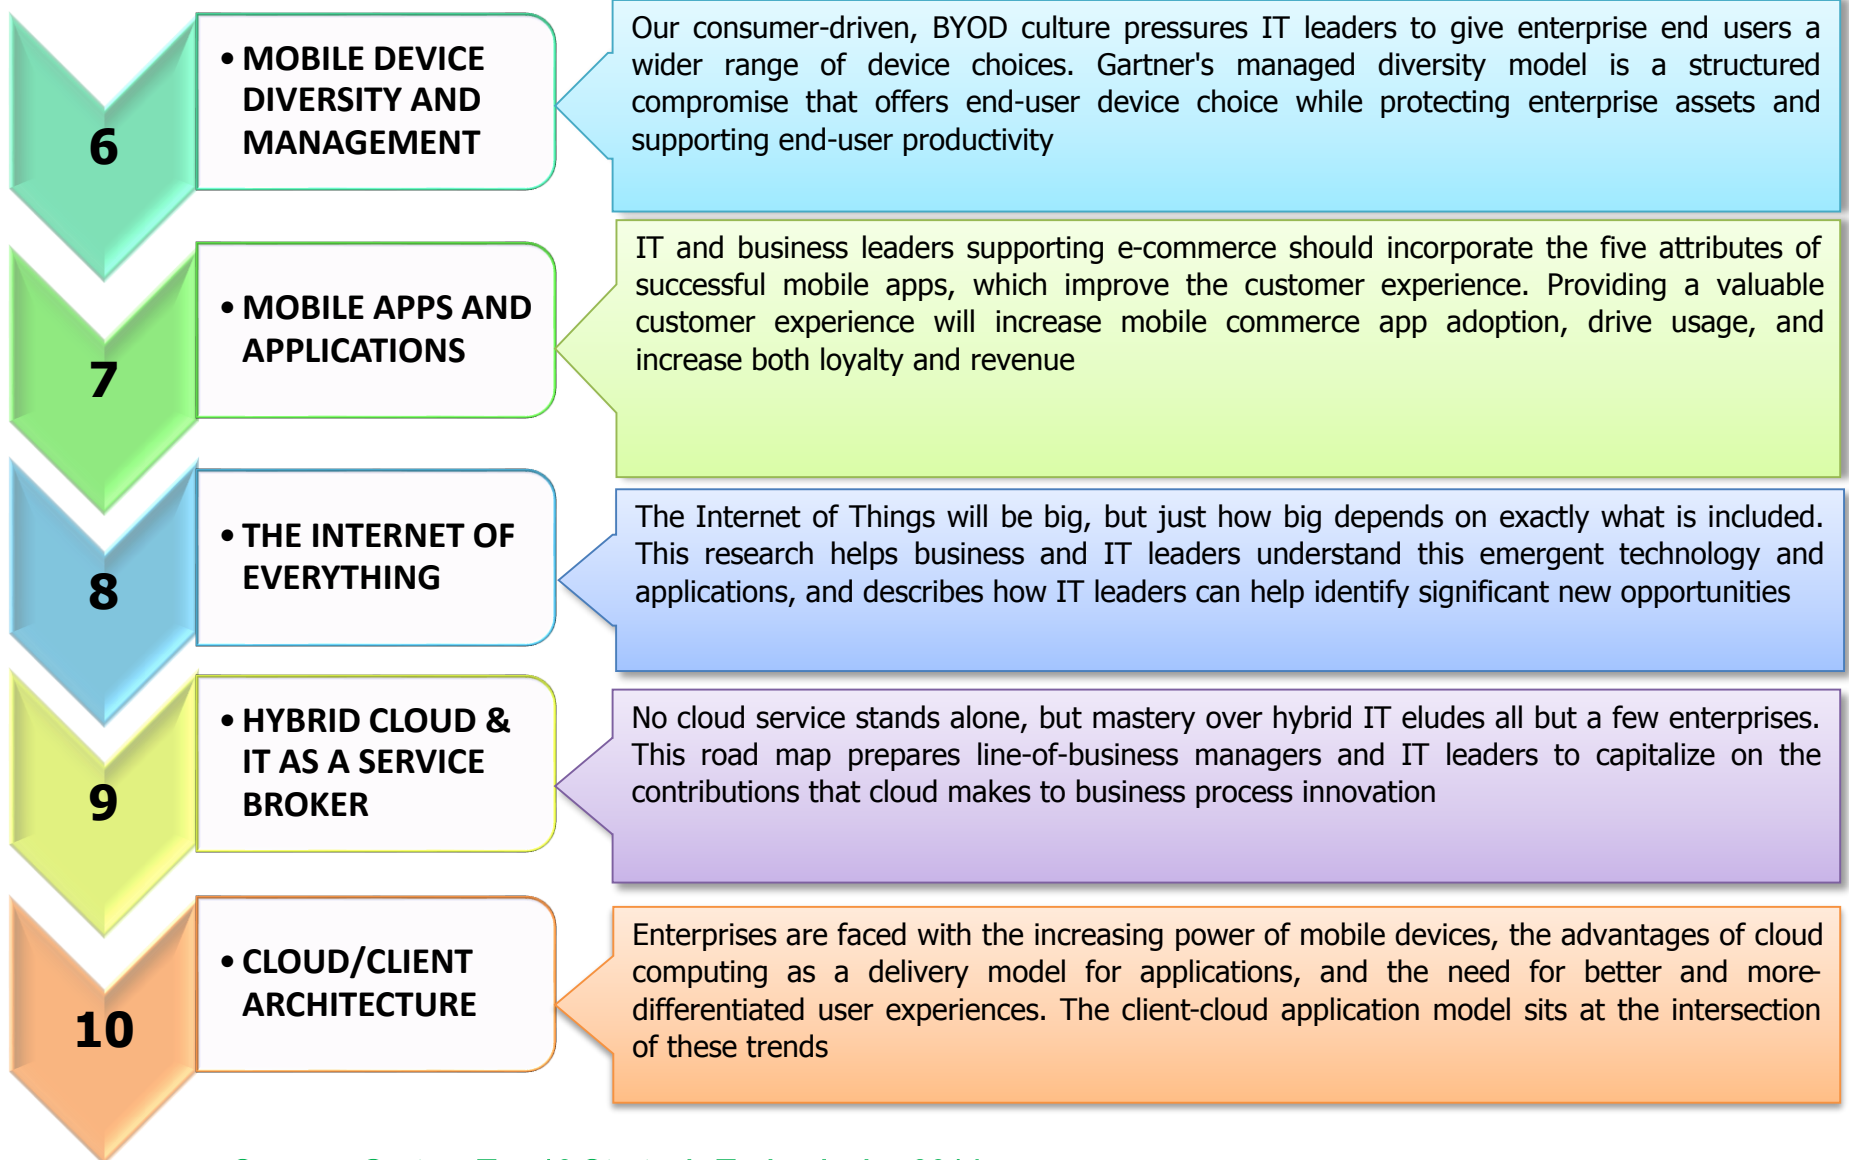 6
• MOBILE DEVICE
DIVERSITY AND
MANAGEMENT
Our consumer-driven, BYOD culture pressures IT leaders to give enterprise end users a
wider range of device choices. Gartner's managed diversity model is a structured
compromise that offers end-user device choice while protecting enterprise assets and
supporting end-user productivity
7
• MOBILE APPS AND
APPLICATIONS
IT and business leaders supporting e-commerce should incorporate the five attributes of
successful mobile apps, which improve the customer experience. Providing a valuable
customer experience will increase mobile commerce app adoption, drive usage, and
increase both loyalty and revenue
8
• THE INTERNET OF
EVERYTHING
The Internet of Things will be big, but just how big depends on exactly what is included.
This research helps business and IT leaders understand this emergent technology and
applications, and describes how IT leaders can help identify significant new opportunities
9
• HYBRID CLOUD &
IT AS A SERVICE
BROKER
No cloud service stands alone, but mastery over hybrid IT eludes all but a few enterprises.
This road map prepares line-of-business managers and IT leaders to capitalize on the
contributions that cloud makes to business process innovation
10
• CLOUD/CLIENT
ARCHITECTURE
Enterprises are faced with the increasing power of mobile devices, the advantages of cloud
computing as a delivery model for applications, and the need for better and more-
differentiated user experiences. The client-cloud application model sits at the intersection
of these trends